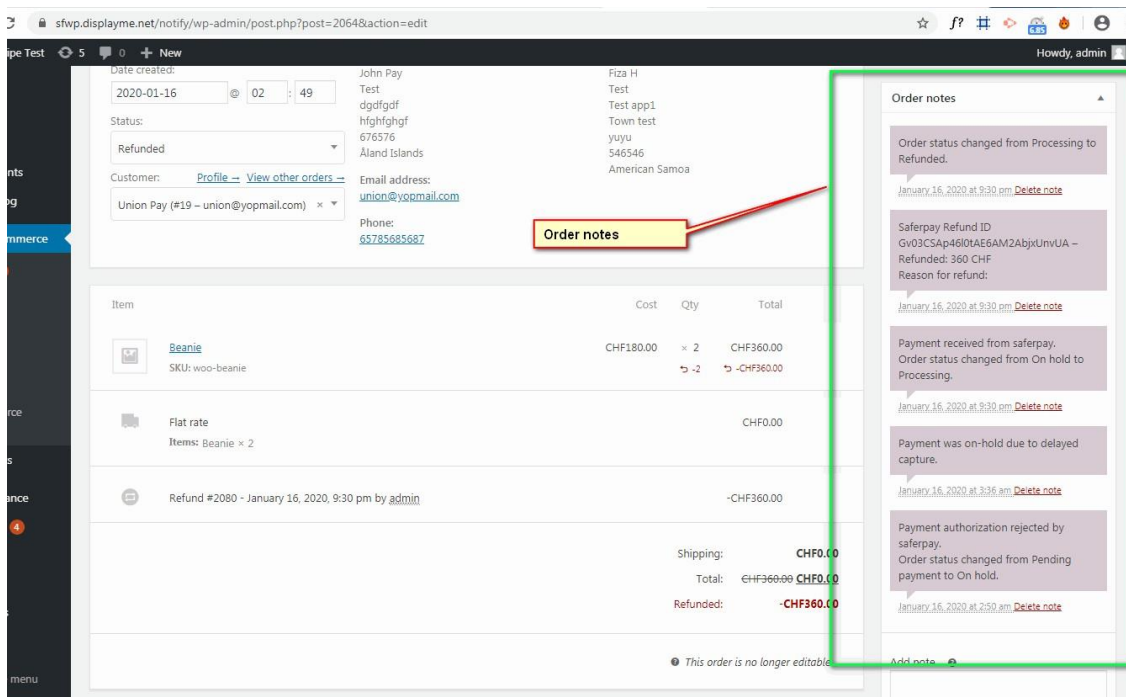 sfwp.displayme.net/notify/wp-admin/post.php?post=2064&action=edit
f?
6.85
ipe Test 5 0 + New
Howdy, admin
nts
og
mmerce
rce
s
ance
4
menu
Date created:
2020-01-16 @ 02 : 49
Status:
Refunded
Customer: Profile → View other orders →
Union Pay (#19 – union@yopmail.com) ×
John Pay
Test
dgdfgdf
hfghfghgf
676576
Åland Islands
Email address:
union@yopmail.com
Phone:
65785685687
Fiza H
Test
Test app1
Town test
yuyu
546546
American Samoa
Order notes
Item Cost Qty Total
Beanie CHF180.00 × 2 CHF360.00
SKU: woo-beanie -2 -CHF360.00
Flat rate CHF0.00
Items: Beanie × 2
Refund #2080 - January 16, 2020, 9:30 pm by admin -CHF360.00
Shipping: CHF0.00
Total: CHF360.00 CHF0.00
Refunded: -CHF360.00
This order is no longer editable.
Order notes
Order status changed from Processing to
Refunded.
January 16, 2020 at 9:30 pm Delete note
Saferpay Refund ID
Gv03CSAp46l0tAE6AM2AbjxUnvUA –
Refunded: 360 CHF
Reason for refund:
January 16, 2020 at 9:30 pm Delete note
Payment received from saferpay.
Order status changed from On hold to
Processing.
January 16, 2020 at 9:30 pm Delete note
Payment was on-hold due to delayed
capture.
January 16, 2020 at 3:36 am Delete note
Payment authorization rejected by
saferpay.
Order status changed from Pending
payment to On hold.
January 16, 2020 at 2:50 am Delete note
Add note